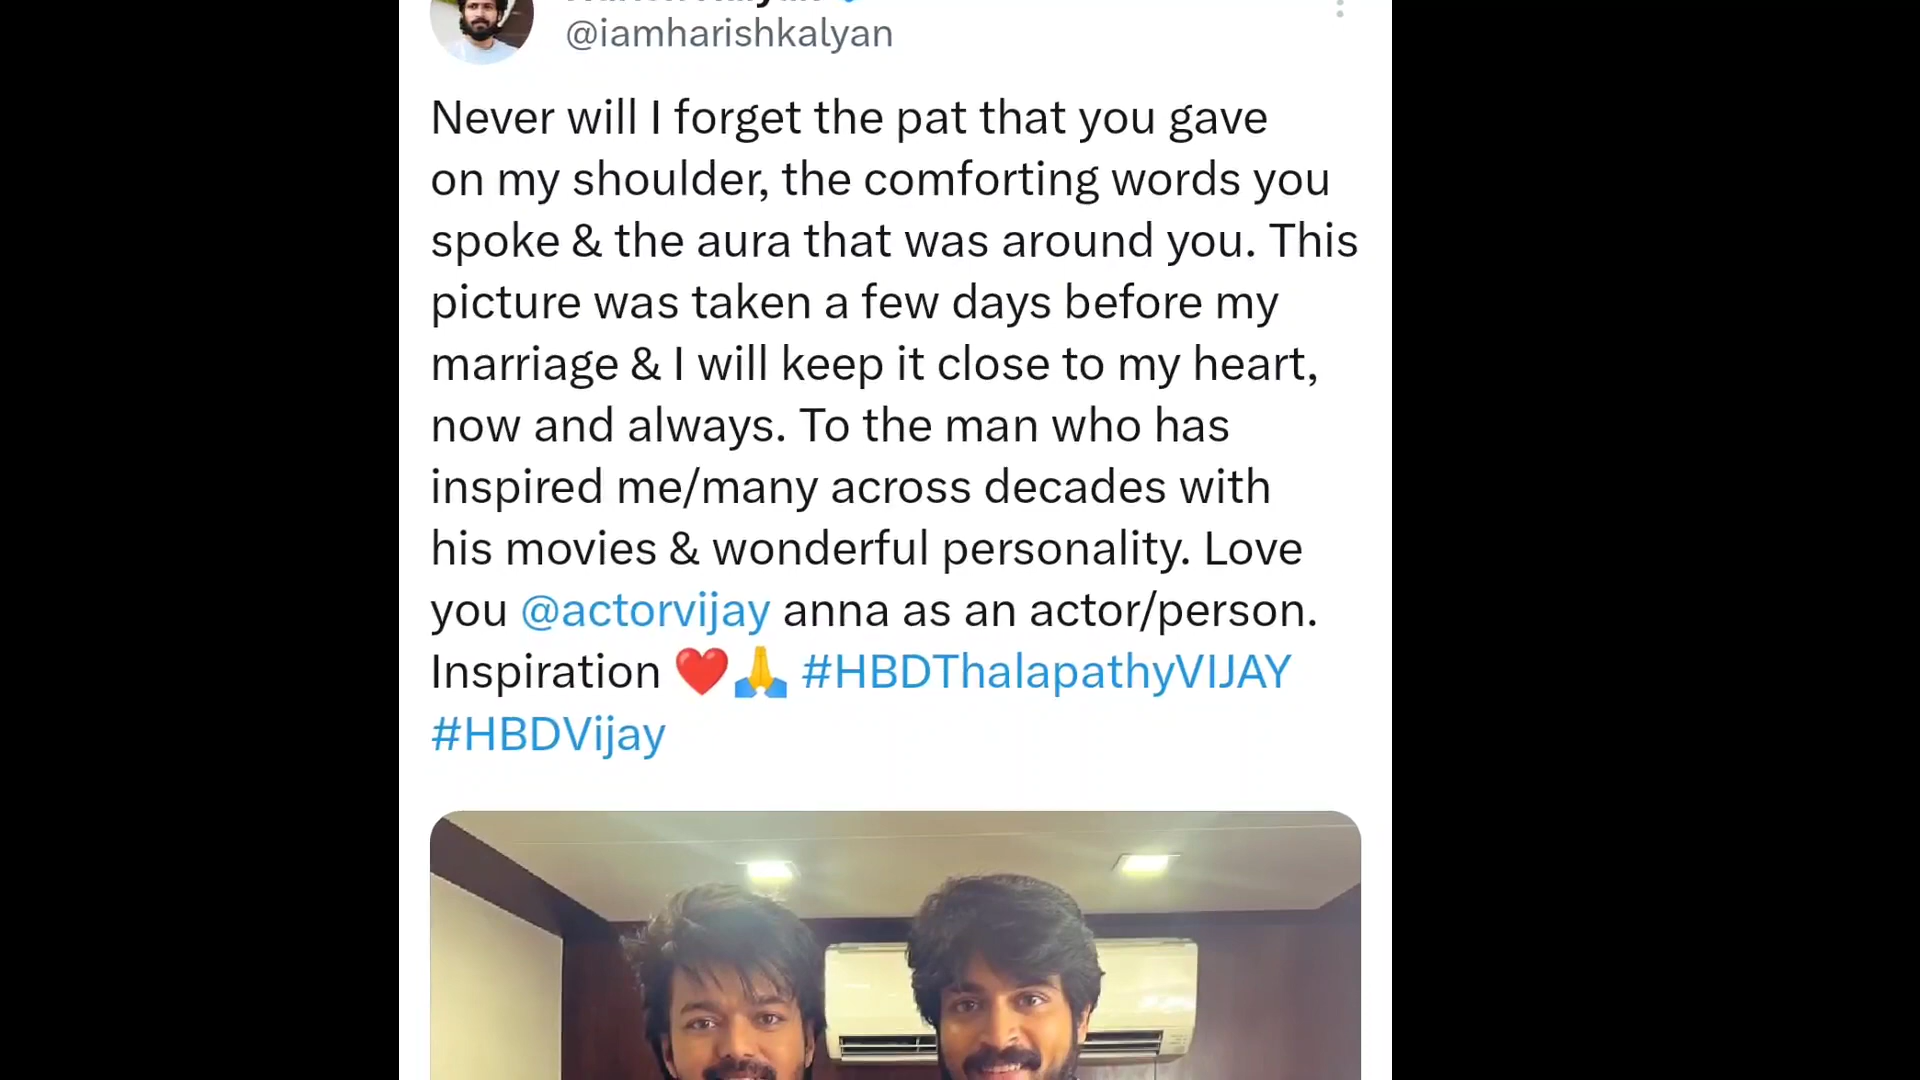 @iamharishkalyan
Never will I forget the pat that you gave
on my shoulder, the comforting words you
spoke & the aura that was around you. This
picture was taken a few days before my
marriage & I will keep it close to my heart,
now and always. To the man who has
inspired me/many across decades with
his movies & wonderful personality. Love
you @actorvijay anna as an actor/person.
Inspiration ❤️🙏 #HBDThalapathyVIJAY
#HBDVijay